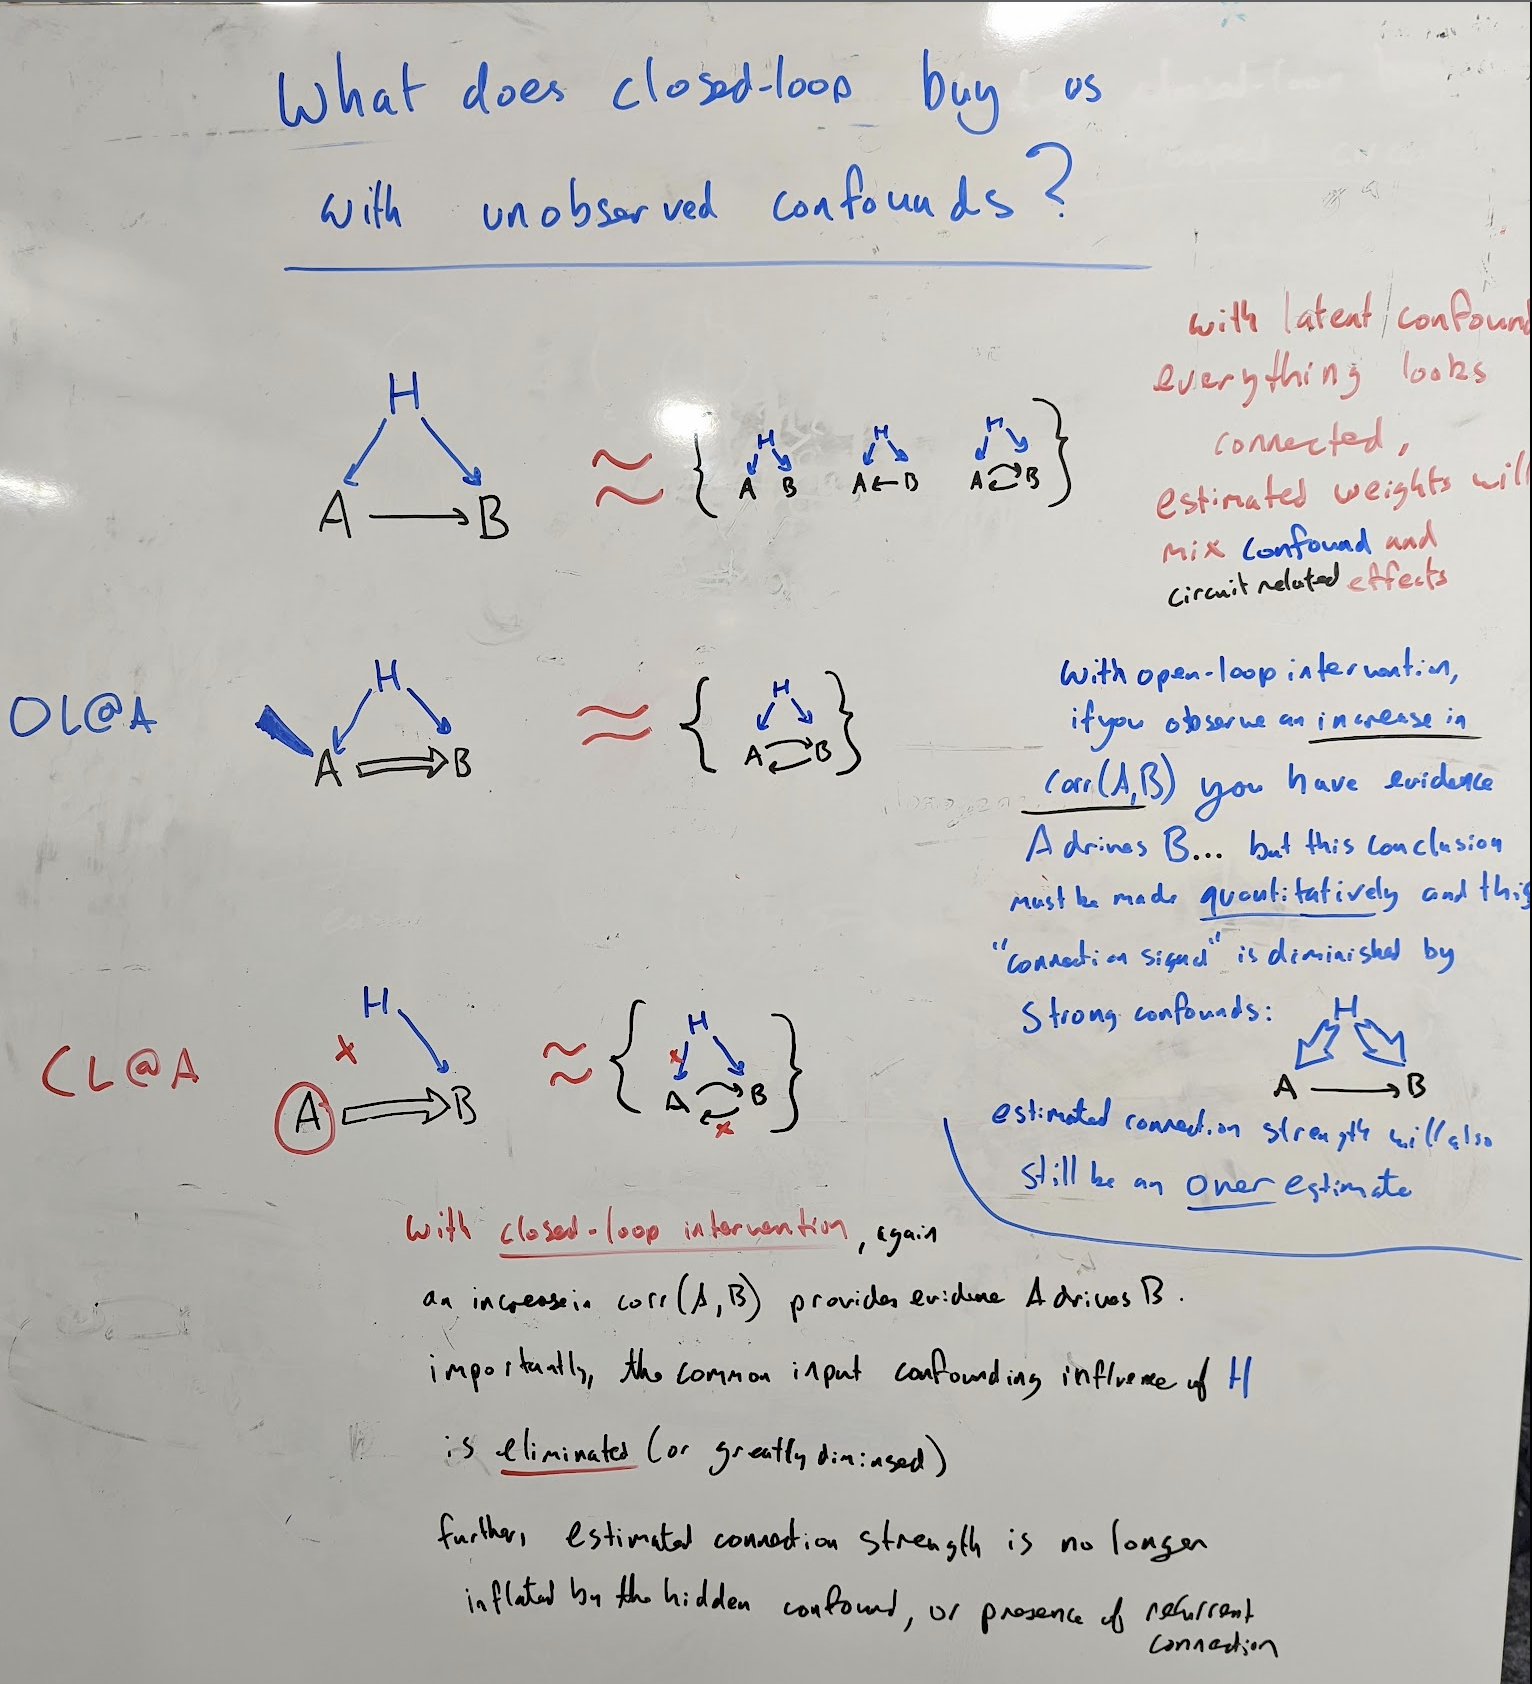 What does closed-loop buy us
with unobserved confounds?
with latent confound
everything looks
connected,
estimated weights will
mix confound and
circuit related effects
H
A B
≈
{ H H H }
A B A B A B
OL@A
H
A B
≈
{ H }
A B
with open-loop intervention,
if you observe an increase in
corr(A,B) you have evidence
A drives B... but this conclusion
must be made quantitatively and this
"connection signal" is diminished by
strong confounds:
H
A B
estimated connection strength will also
still be an over estimate
CL@A
H
x
A B
≈
{ H }
x
A B
x
with closed-loop intervention, again
an increase in corr(A,B) provides evidence A drives B.
importantly, the common input confounding influence of H
is eliminated (or greatly diminised)
further, estimated connection strength is no longer
inflated by the hidden confound, or presence of recurrent
connection